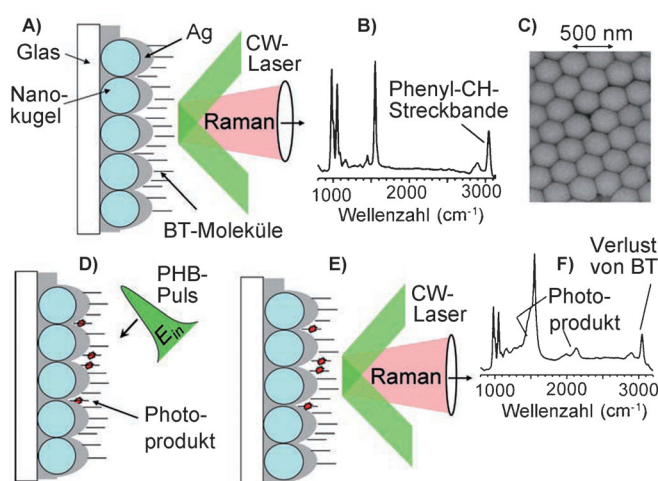 A)
Glas
Ag
Nano-
kugel
CW-
Laser
Raman
BT-Moleküle
B)
Phenyl-CH-
Streckbande
1000 2000 3000
Wellenzahl (cm⁻¹)
C)
500 nm
D)
PHB-
Puls
E_in
Photo-
produkt
E)
CW-
Laser
Raman
F)
Verlust
von BT
Photo-
produkt
1000 2000 3000
Wellenzahl (cm⁻¹)